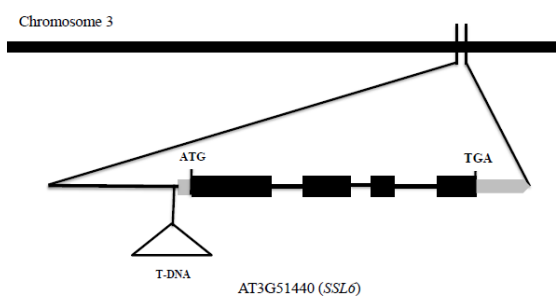 Chromosome 3
ATG
TGA
T-DNA
AT3G51440 (SSL6)